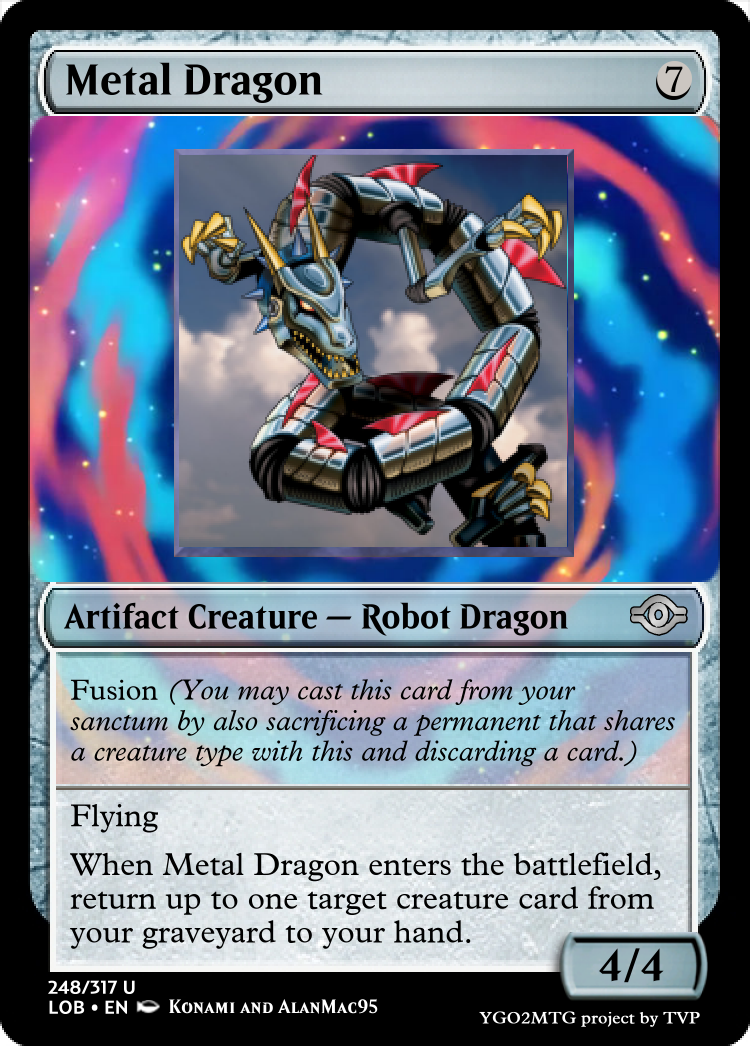 Metal Dragon
7
Artifact Creature — Robot Dragon
Fusion (You may cast this card from your
sanctum by also sacrificing a permanent that shares
a creature type with this and discarding a card.)
Flying
When Metal Dragon enters the battlefield,
return up to one target creature card from
your graveyard to your hand.
4/4
248/317 U
LOB • EN Konami and AlanMac95
YGO2MTG project by TVP